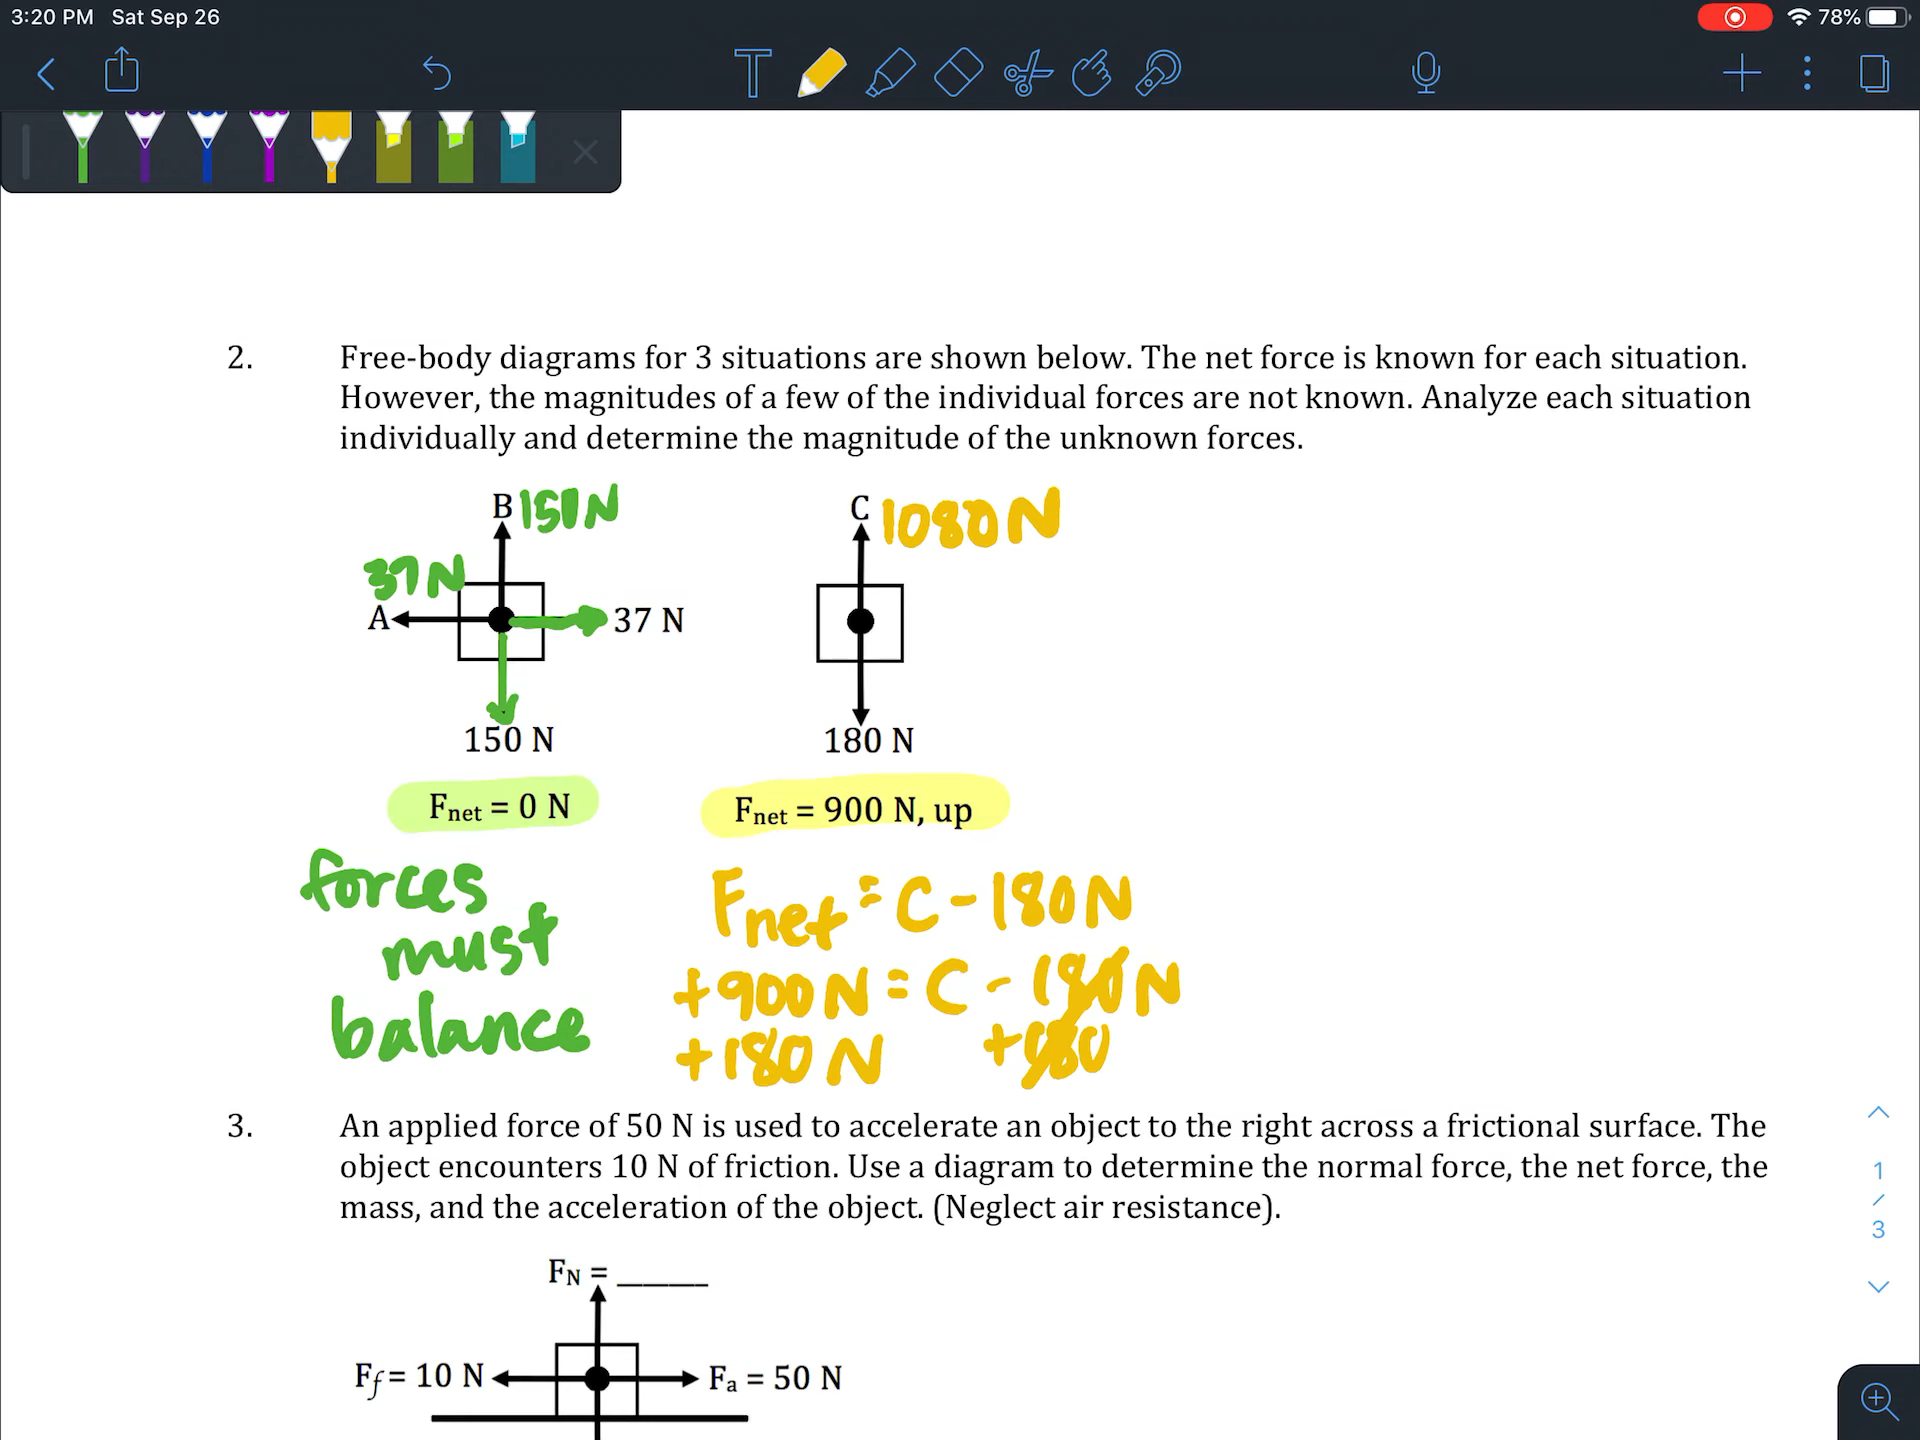 3:20 PM Sat Sep 26
78%
T
2. Free-body diagrams for 3 situations are shown below. The net force is known for each situation.
However, the magnitudes of a few of the individual forces are not known. Analyze each situation
individually and determine the magnitude of the unknown forces.
B 150N
C 1080N
37N
A
37 N
150 N
180 N
Fnet = 0 N
Fnet = 900 N, up
forces
must
balance
Fnet = C - 180N
+900N = C - 180N
+180N +180
3. An applied force of 50 N is used to accelerate an object to the right across a frictional surface. The
object encounters 10 N of friction. Use a diagram to determine the normal force, the net force, the
mass, and the acceleration of the object. (Neglect air resistance).
1
/
3
FN = ______
Ff = 10 N
Fa = 50 N